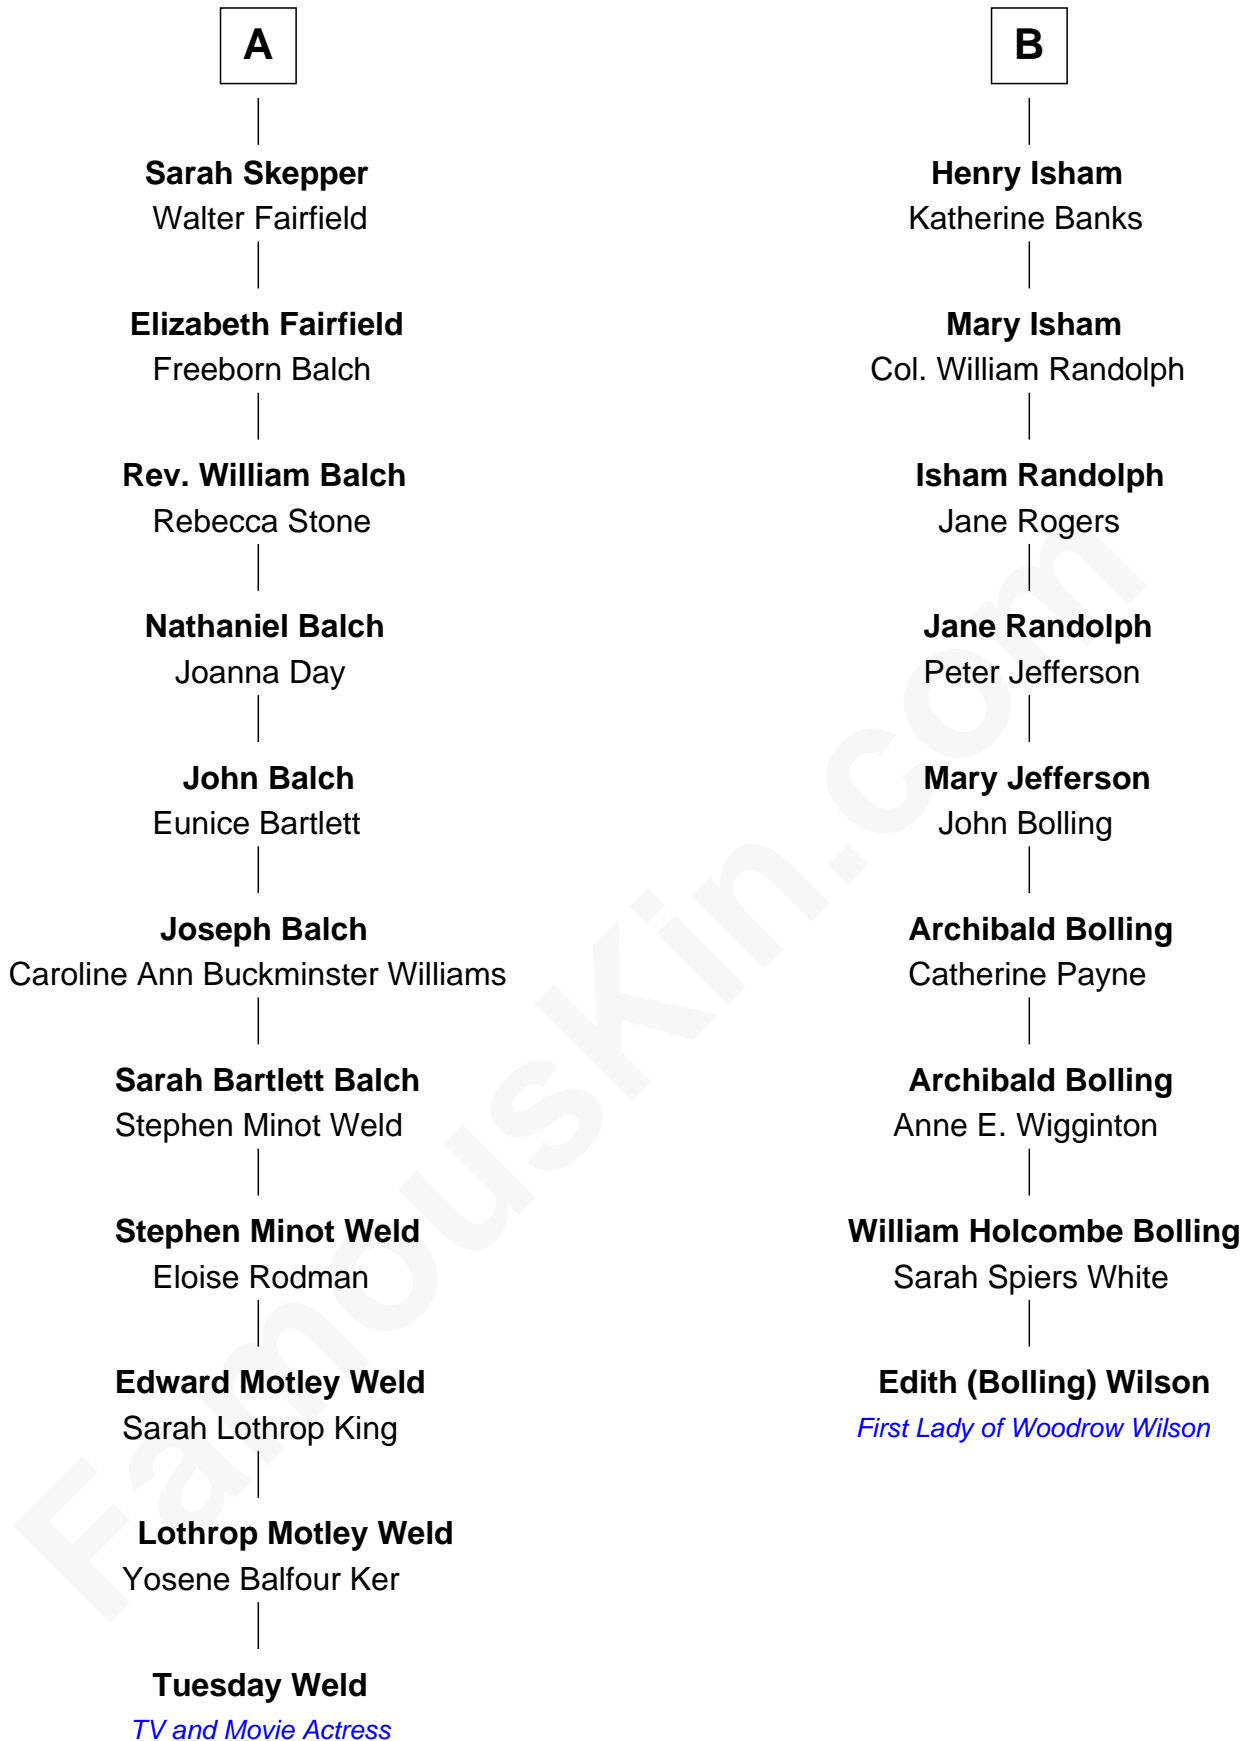 A
Sarah Skepper
Walter Fairfield
Elizabeth Fairfield
Freeborn Balch
Rev. William Balch
Rebecca Stone
Nathaniel Balch
Joanna Day
John Balch
Eunice Bartlett
Joseph Balch
Caroline Ann Buckminster Williams
Sarah Bartlett Balch
Stephen Minot Weld
Stephen Minot Weld
Eloise Rodman
Edward Motley Weld
Sarah Lothrop King
Lothrop Motley Weld
Yosene Balfour Ker
Tuesday Weld
TV and Movie Actress
B
Henry Isham
Katherine Banks
Mary Isham
Col. William Randolph
Isham Randolph
Jane Rogers
Jane Randolph
Peter Jefferson
Mary Jefferson
John Bolling
Archibald Bolling
Catherine Payne
Archibald Bolling
Anne E. Wigginton
William Holcombe Bolling
Sarah Spiers White
Edith (Bolling) Wilson
First Lady of Woodrow Wilson
FamousKin.com